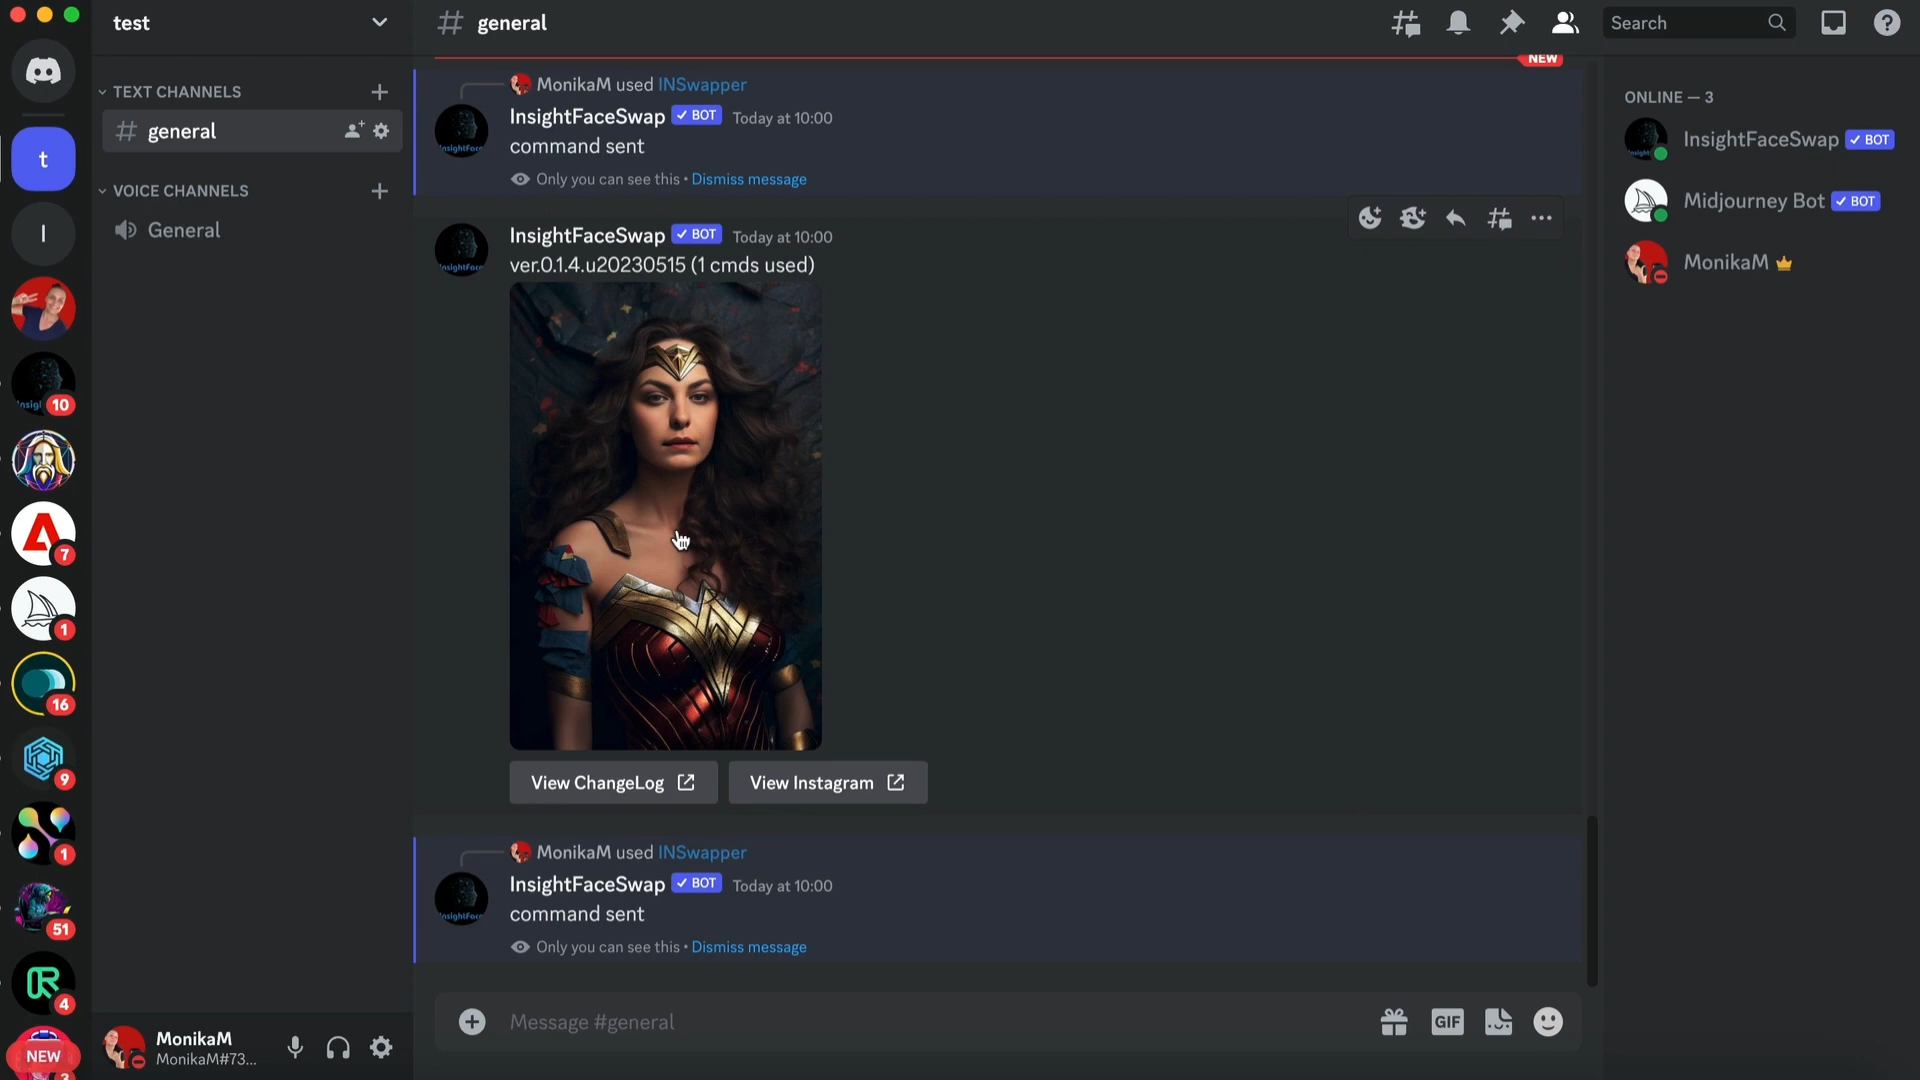 test
general
Search
TEXT CHANNELS
general
VOICE CHANNELS
General
t
I
10
7
1
16
9
1
51
4
NEW
MonikaM
MonikaM#73...
NEW
MonikaM used INSwapper
InsightFaceSwap ✓ BOT Today at 10:00
command sent
Only you can see this • Dismiss message
InsightFaceSwap ✓ BOT Today at 10:00
ver.0.1.4.u20230515 (1 cmds used)
View ChangeLog
View Instagram
MonikaM used INSwapper
InsightFaceSwap ✓ BOT Today at 10:00
command sent
Only you can see this • Dismiss message
Message #general
GIF
ONLINE — 3
InsightFaceSwap ✓ BOT
Midjourney Bot ✓ BOT
MonikaM